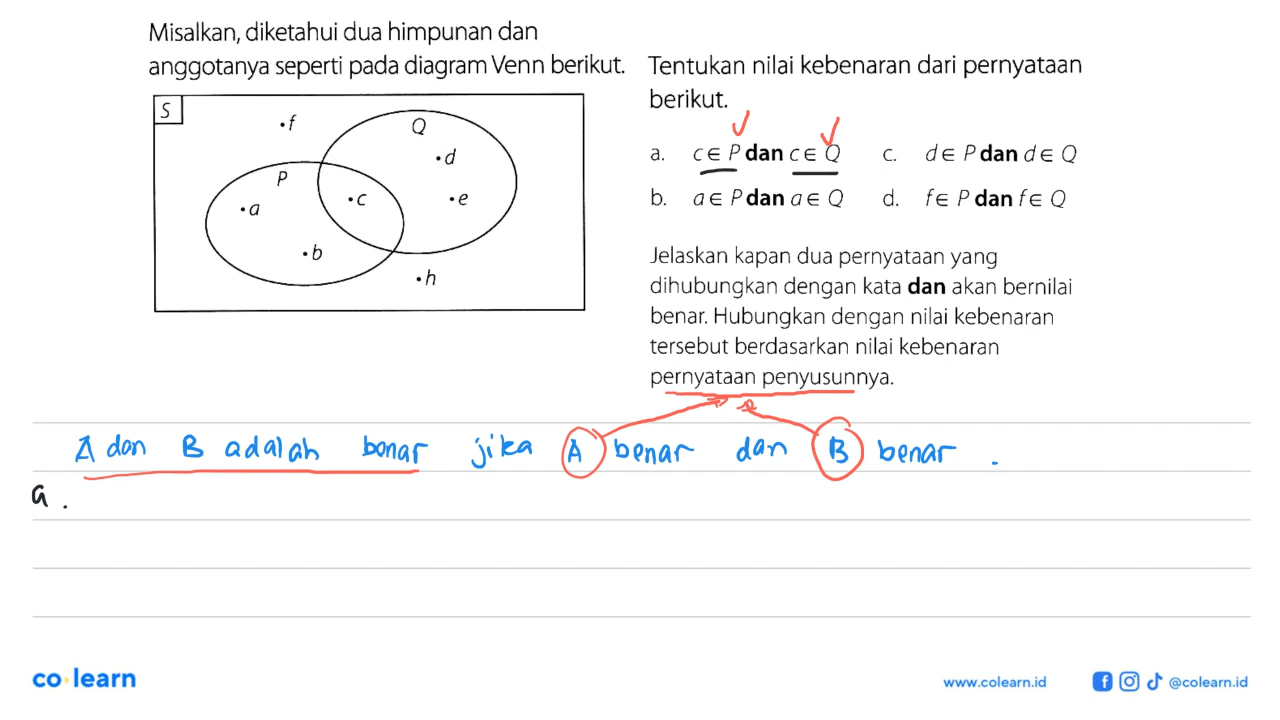 Misalkan, diketahui dua himpunan dan
anggotanya seperti pada diagram Venn berikut.
S
f
Q
d
P
a
c
e
b
h
Tentukan nilai kebenaran dari pernyataan
berikut.
a. c ∈ P dan c ∈ Q
c. d ∈ P dan d ∈ Q
b. a ∈ P dan a ∈ Q
d. f ∈ P dan f ∈ Q
Jelaskan kapan dua pernyataan yang
dihubungkan dengan kata dan akan bernilai
benar. Hubungkan dengan nilai kebenaran
tersebut berdasarkan nilai kebenaran
pernyataan penyusunnya.
A dan B adalah benar jika A benar dan B benar.
a.
co learn
www.colearn.id
@colearn.id